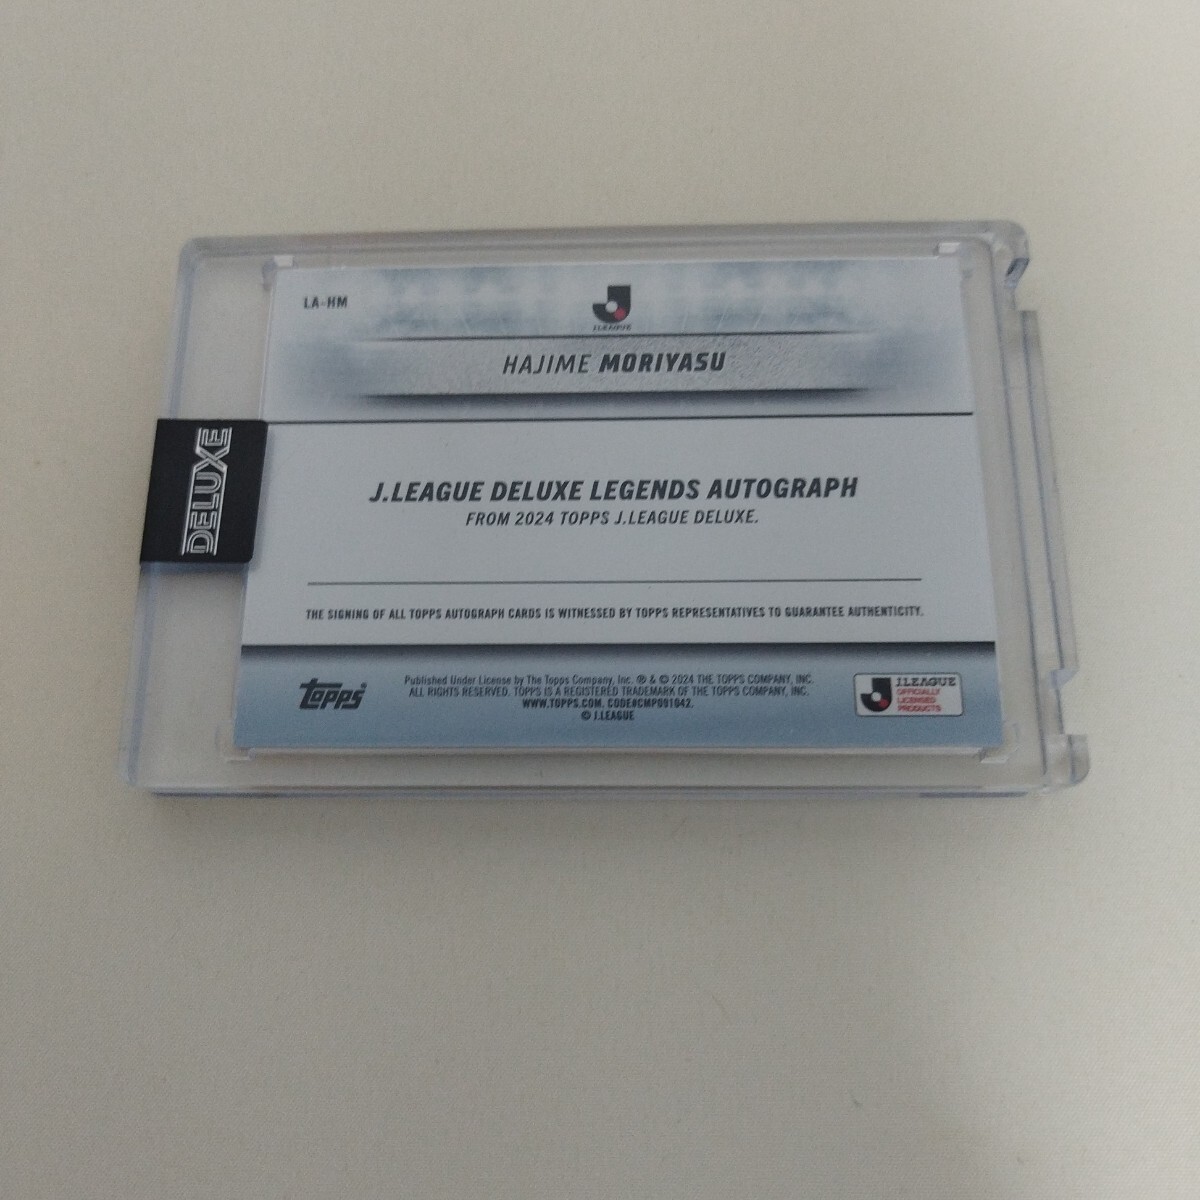 LA-HM
J.LEAGUE
HAJIME MORIYASU
DELUXE
J.LEAGUE DELUXE LEGENDS AUTOGRAPH
FROM 2024 TOPPS J.LEAGUE DELUXE.
THE SIGNING OF ALL TOPPS AUTOGRAPH CARDS IS WITNESSED BY TOPPS REPRESENTATIVES TO GUARANTEE AUTHENTICITY.
topps
Published Under License by The Topps Company, Inc. ® & © 2024 THE TOPPS COMPANY, INC.
ALL RIGHTS RESERVED. TOPPS IS A REGISTERED TRADEMARK OF THE TOPPS COMPANY, INC.
WWW.TOPPS.COM. CODE#CMP091042.
© J.LEAGUE
J.LEAGUE
OFFICIALLY
LICENSED
PRODUCTS